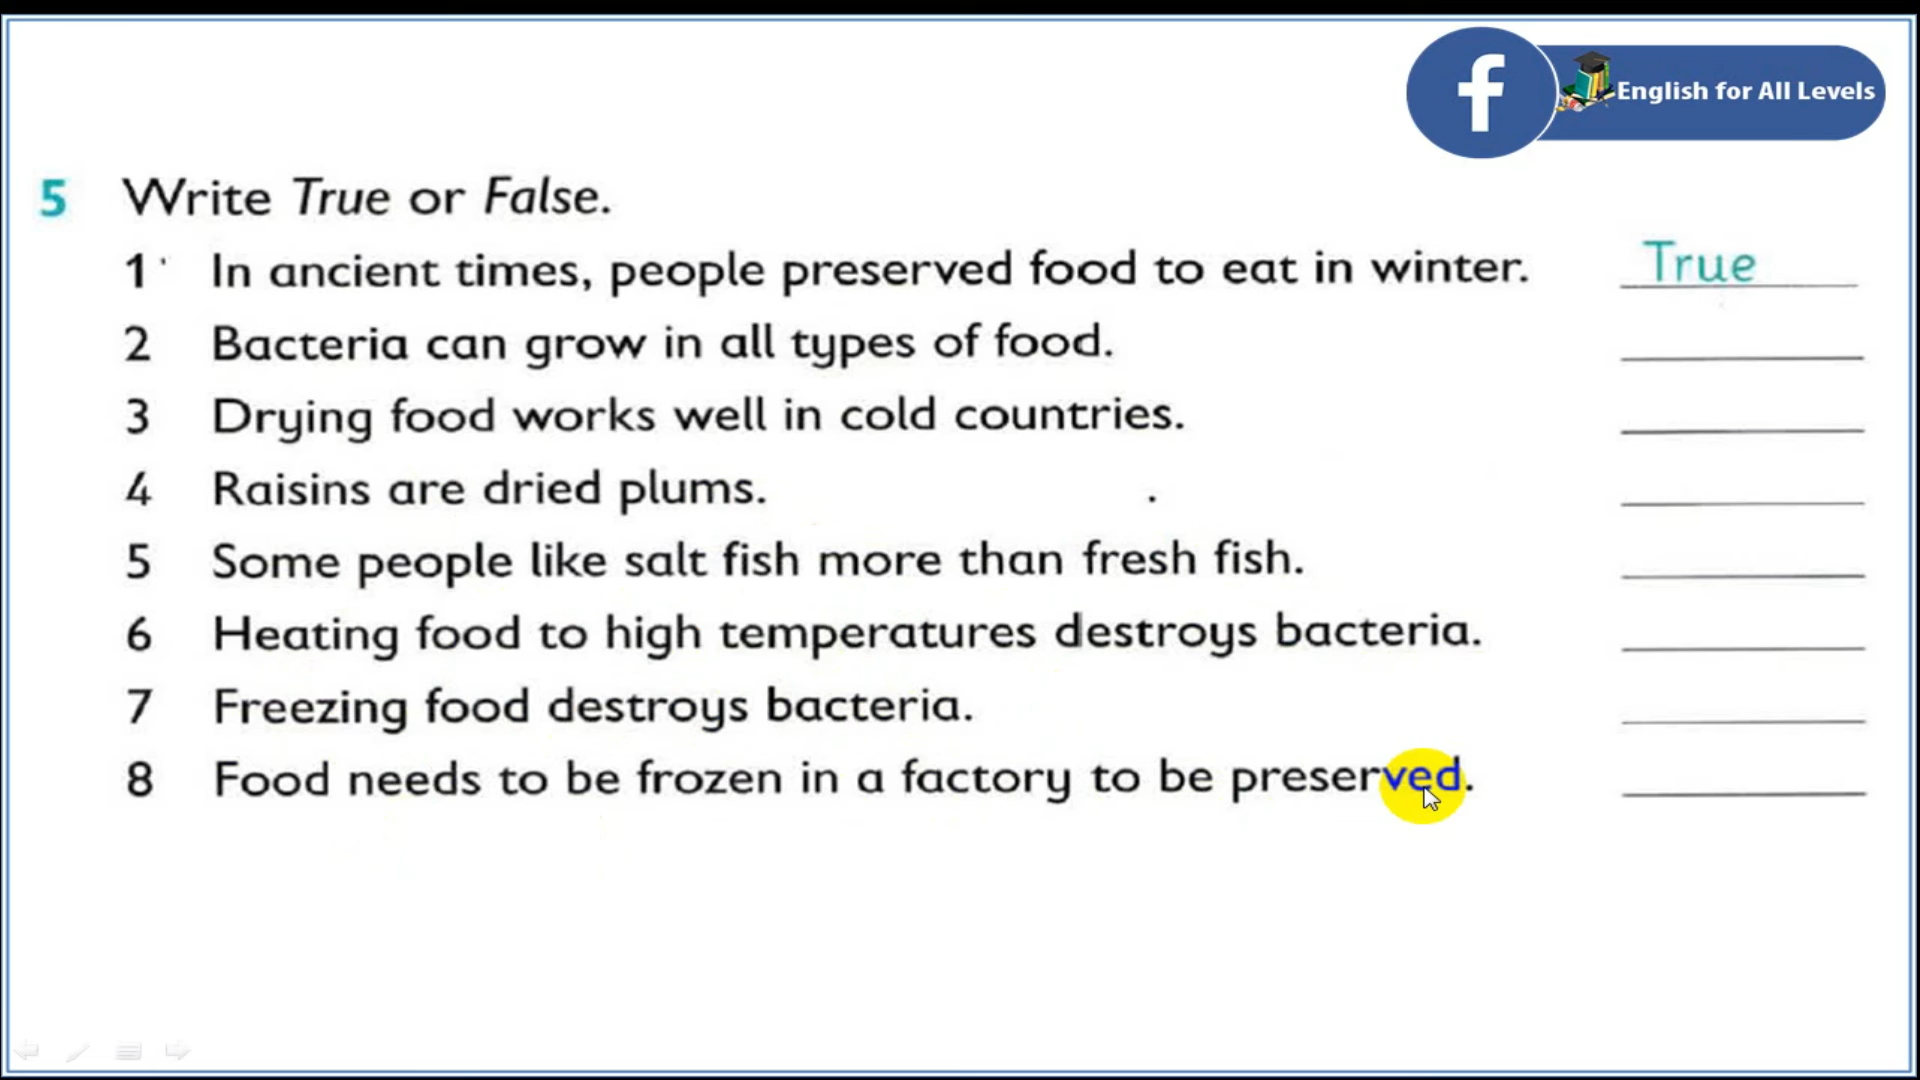 f English for All Levels
5 Write True or False.
1 In ancient times, people preserved food to eat in winter. True
2 Bacteria can grow in all types of food.
3 Drying food works well in cold countries.
4 Raisins are dried plums.
5 Some people like salt fish more than fresh fish.
6 Heating food to high temperatures destroys bacteria.
7 Freezing food destroys bacteria.
8 Food needs to be frozen in a factory to be preserved.